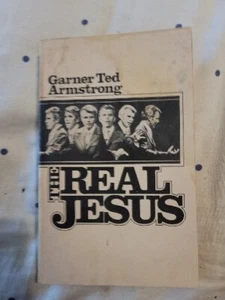 Garner Ted
Armstrong
THE REAL
JESUS